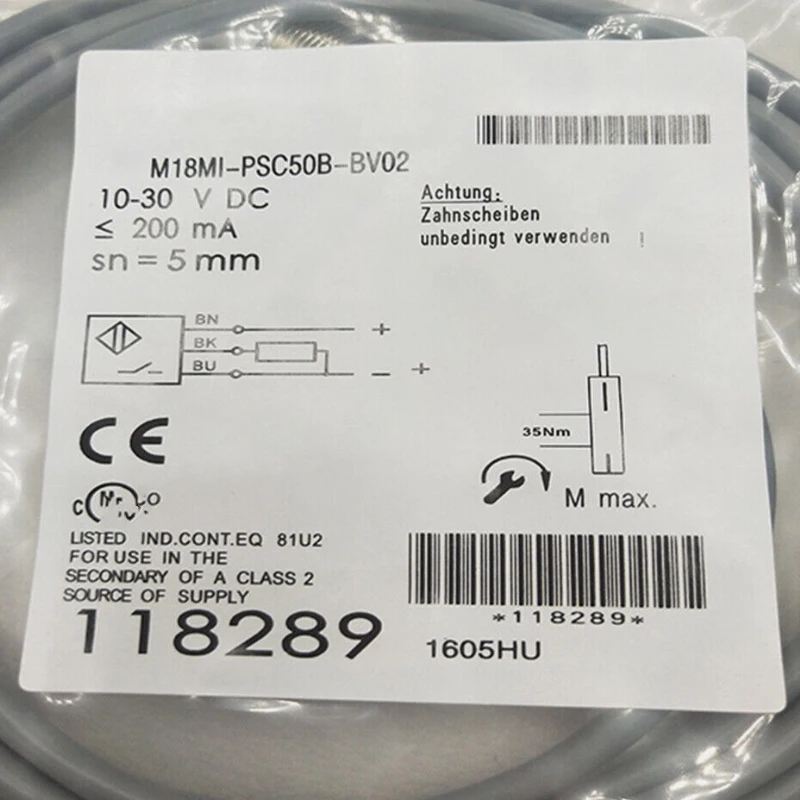 M18MI-PSC50B-BV02
10-30 V DC
≤ 200 mA
sn = 5 mm
Achtung:
Zahnscheiben
unbedingt verwenden !
BN +
BK
BU − +
35Nm
M max.
CE
LISTED IND.CONT.EQ 81U2
FOR USE IN THE
SECONDARY OF A CLASS 2
SOURCE OF SUPPLY
118289
*118289*
1605HU